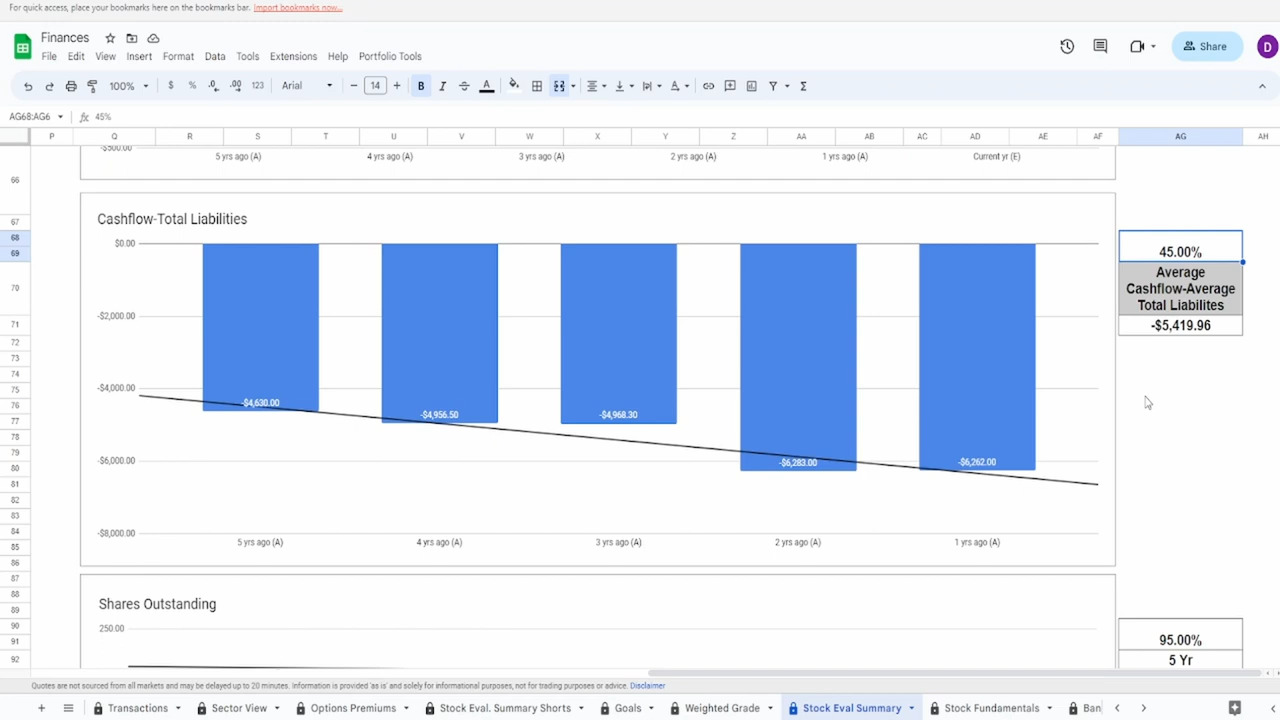 For quick access, place your bookmarks here on the bookmarks bar. Import bookmarks now...
Finances
File Edit View Insert Format Data Tools Extensions Help Portfolio Tools
Share
D
100% $ % .0 .00 123 Arial 14 B I A
AG68:AG6 fx 45%
P Q R S T U V W X Y Z AA AB AC AD AE AF AG AH
-$500.00
5 yrs ago (A) 4 yrs ago (A) 3 yrs ago (A) 2 yrs ago (A) 1 yrs ago (A) Current yr (E)
66
67
68
69
70
71
72
73
74
75
76
77
78
79
80
81
82
83
84
85
86
87
88
89
90
91
92
Cashflow-Total Liabilities
$0.00
-$2,000.00
-$4,000.00
-$6,000.00
-$8,000.00
-$4,630.00
-$4,956.50
-$4,968.30
-$6,283.00
-$6,262.00
5 yrs ago (A) 4 yrs ago (A) 3 yrs ago (A) 2 yrs ago (A) 1 yrs ago (A)
45.00%
Average
Cashflow-Average
Total Liabilites
-$5,419.96
Shares Outstanding
250.00
95.00%
5 Yr
Quotes are not sourced from all markets and may be delayed up to 20 minutes. Information is provided 'as is' and solely for informational purposes, not for trading purposes or advice. Disclaimer
Transactions Sector View Options Premiums Stock Eval. Summary Shorts Goals Weighted Grade Stock Eval Summary Stock Fundamentals Ban